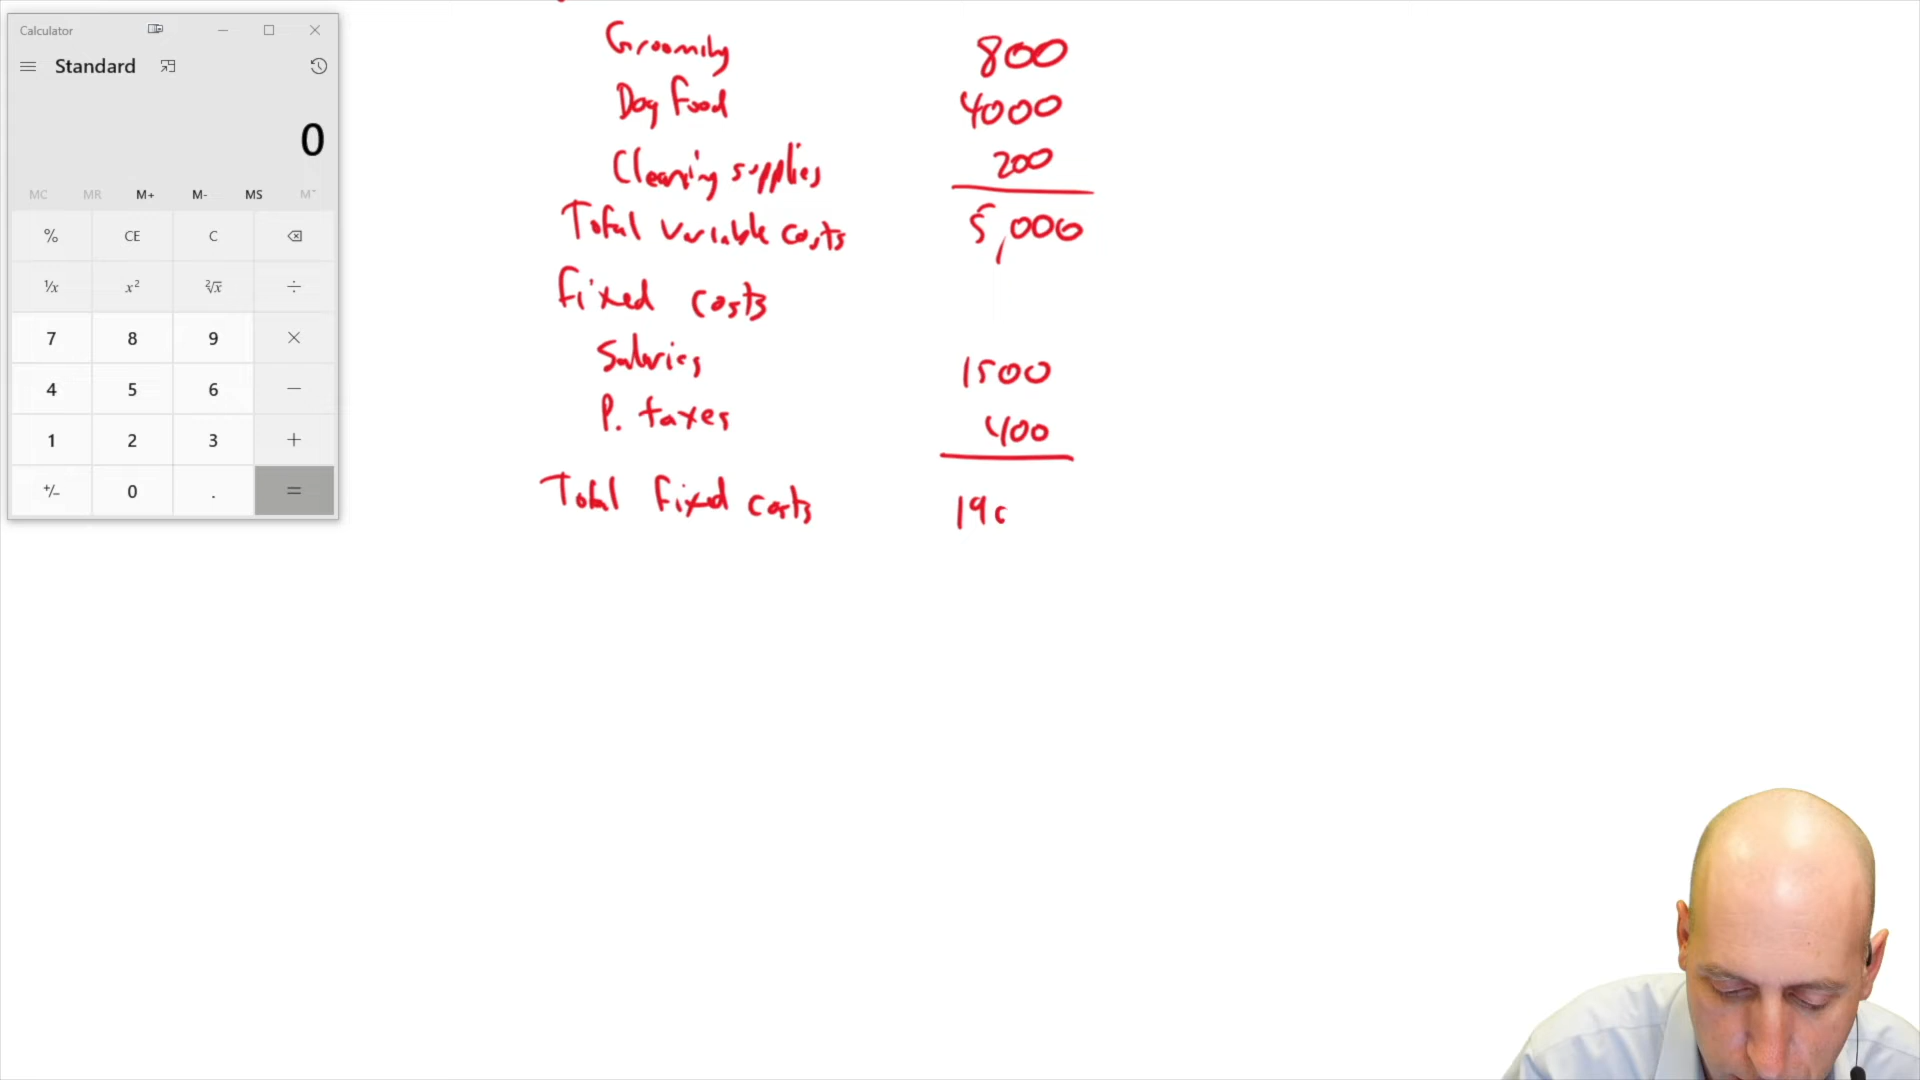 Calculator
Standard
0
MC MR M+ M- MS M˅
% CE C
¹/x x² ²√x ÷
7 8 9 ×
4 5 6 −
1 2 3 +
+/− 0 . =
Grooming 800
Dog Food 4000
Cleaning supplies 200
Total variable costs 5,000
Fixed costs
Salaries 1500
P. taxes 400
Total fixed costs 190